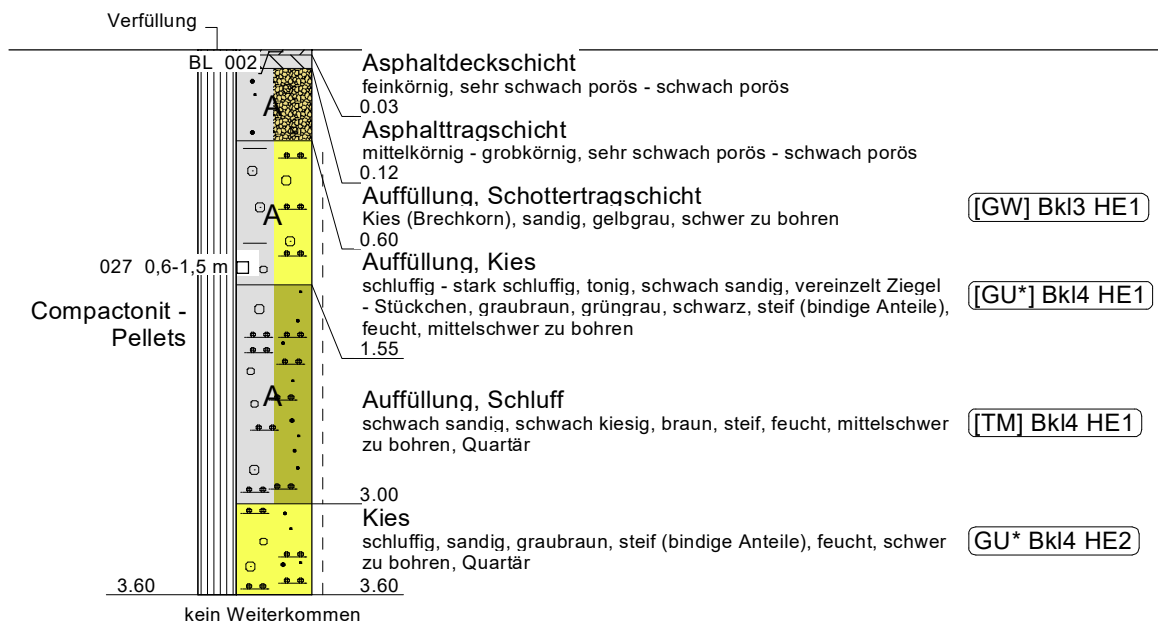 Verfüllung
BL 002
Asphaltdeckschicht
feinkörnig, sehr schwach porös - schwach porös
0.03
A
Asphalttragschicht
mittelkörnig - grobkörnig, sehr schwach porös - schwach porös
0.12
Auffüllung, Schottertragschicht
Kies (Brechkorn), sandig, gelbgrau, schwer zu bohren
0.60
[GW] Bkl3 HE1
A
Auffüllung, Kies
027 0,6-1,5 m
schluffig - stark schluffig, tonig, schwach sandig, vereinzelt Ziegel
- Stückchen, graubraun, grüngrau, schwarz, steif (bindige Anteile),
feucht, mittelschwer zu bohren
1.55
[GU*] Bkl4 HE1
Compactonit -
Pellets
A
Auffüllung, Schluff
schwach sandig, schwach kiesig, braun, steif, feucht, mittelschwer
zu bohren, Quartär
3.00
[TM] Bkl4 HE1
Kies
schluffig, sandig, graubraun, steif (bindige Anteile), feucht, schwer
zu bohren, Quartär
3.60
GU* Bkl4 HE2
3.60
kein Weiterkommen